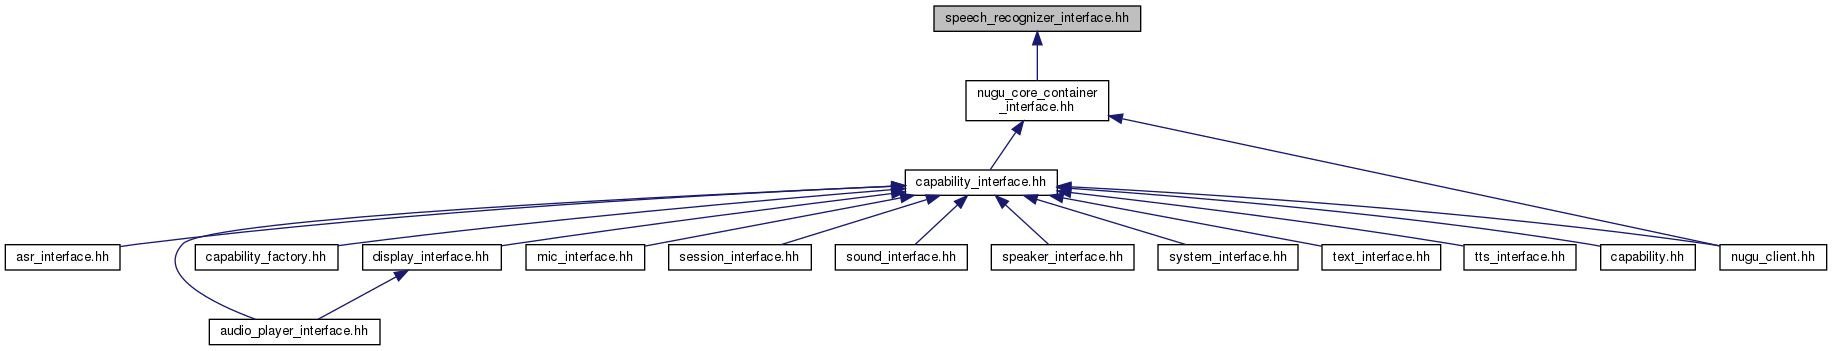 speech_recognizer_interface.hh
nugu_core_container
_interface.hh
capability_interface.hh
asr_interface.hh
capability_factory.hh
display_interface.hh
mic_interface.hh
session_interface.hh
sound_interface.hh
speaker_interface.hh
system_interface.hh
text_interface.hh
tts_interface.hh
capability.hh
nugu_client.hh
audio_player_interface.hh